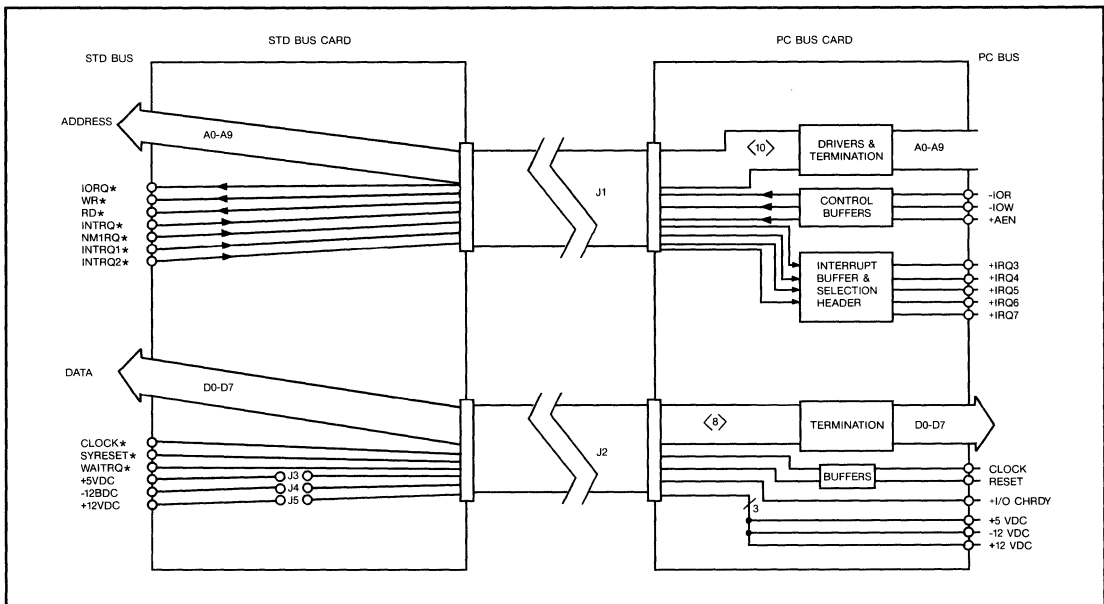 STD BUS CARD
PC BUS CARD
STD BUS
PC BUS
ADDRESS
A0-A9
<10>
DRIVERS &
TERMINATION
A0-A9
J1
IORQ*
WR*
RD*
INTRQ*
NM1RQ*
INTRQ1*
INTRQ2*
CONTROL
BUFFERS
-IOR
-IOW
+AEN
INTERRUPT
BUFFER &
SELECTION
HEADER
+IRQ3
+IRQ4
+IRQ5
+IRQ6
+IRQ7
DATA
D0-D7
<8>
TERMINATION
D0-D7
J2
CLOCK*
SYRESET*
WAITRQ*
+5VDC
-12BDC
+12VDC
J3
J4
J5
BUFFERS
CLOCK
RESET
+I/O CHRDY
3
+5 VDC
-12 VDC
+12 VDC